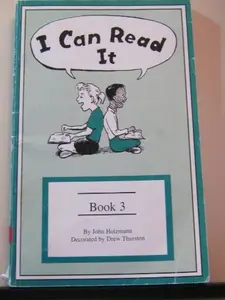 I Can Read
It
Book 3
By John Holzmann
Decorated by Drew Thurston